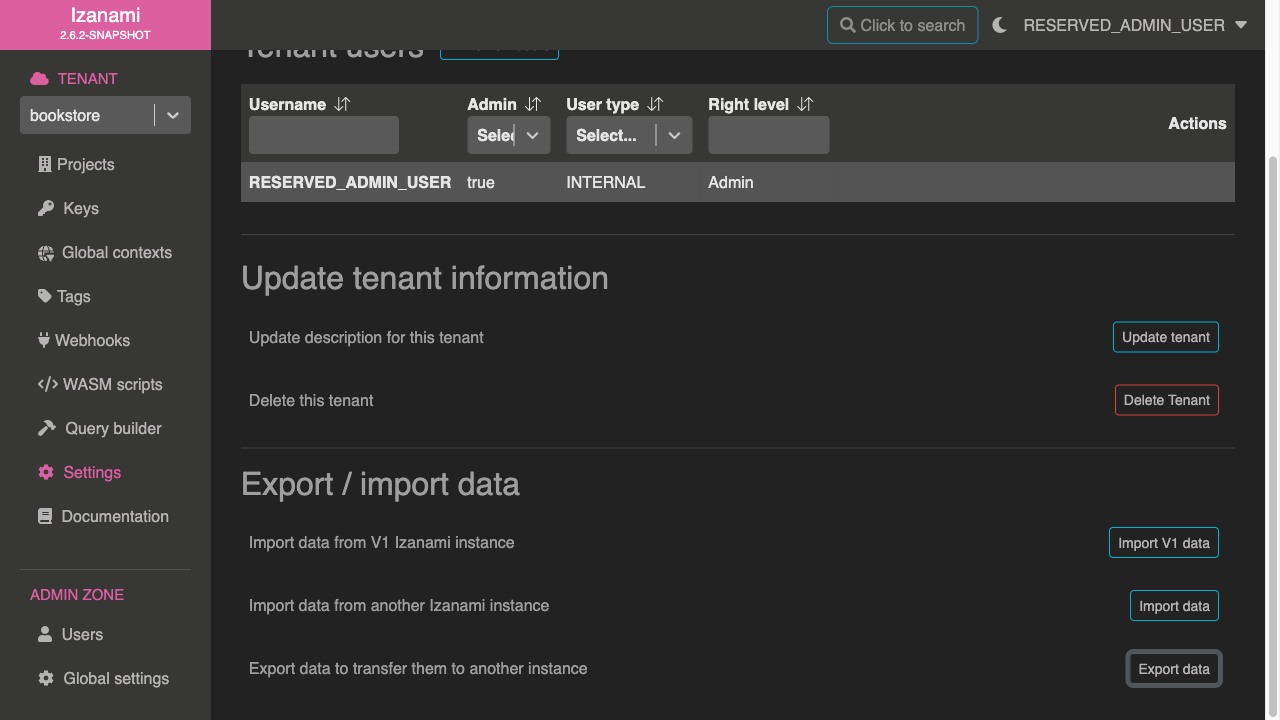 Izanami
2.6.2-SNAPSHOT
Click to search
RESERVED_ADMIN_USER
TENANT
bookstore
Projects
Keys
Global contexts
Tags
Webhooks
WASM scripts
Query builder
Settings
Documentation
ADMIN ZONE
Users
Global settings
Tenant users
Username Admin User type Right level Actions
Selec Select...
RESERVED_ADMIN_USER true INTERNAL Admin
Update tenant information
Update description for this tenant Update tenant
Delete this tenant Delete Tenant
Export / import data
Import data from V1 Izanami instance Import V1 data
Import data from another Izanami instance Import data
Export data to transfer them to another instance Export data